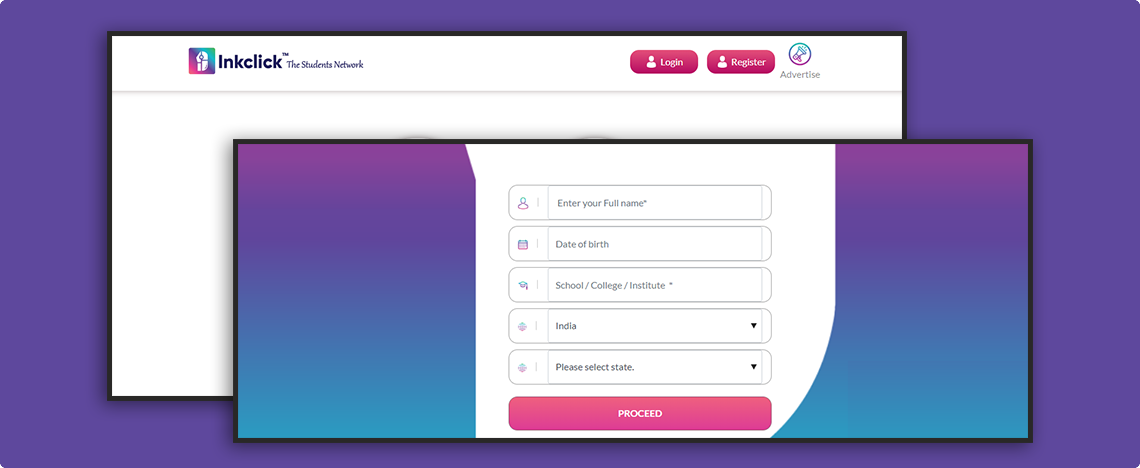 Inkclick™ The Students Network
Login
Register
Advertise
Enter your Full name*
Date of birth
School / College / Institute *
India
Please select state.
PROCEED